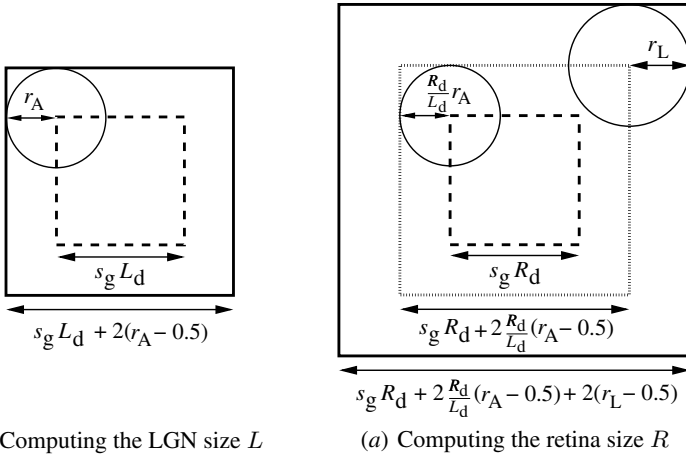 r_A
s_g L_d
s_g L_d + 2(r_A − 0.5)
Computing the LGN size L
r_L
R_d/L_d r_A
s_g R_d
s_g R_d + 2 R_d/L_d (r_A − 0.5)
s_g R_d + 2 R_d/L_d (r_A − 0.5) + 2(r_L − 0.5)
(a) Computing the retina size R